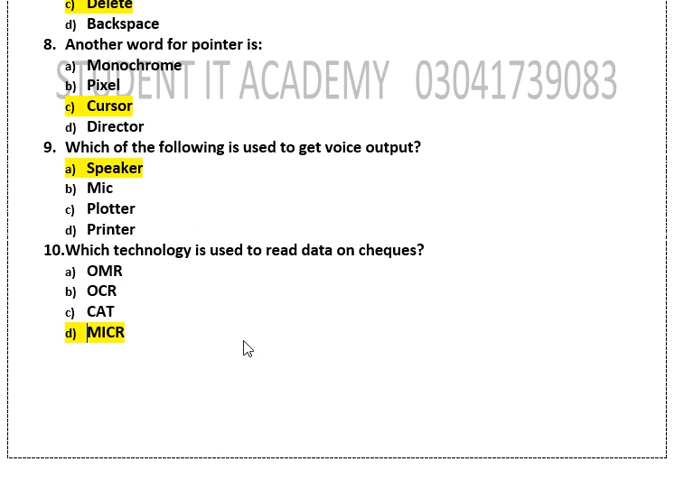 c) Delete
d) Backspace
8. Another word for pointer is:
a) Monochrome
STUDENT IT ACADEMY 03041739083
b) Pixel
c) Cursor
d) Director
9. Which of the following is used to get voice output?
a) Speaker
b) Mic
c) Plotter
d) Printer
10.Which technology is used to read data on cheques?
a) OMR
b) OCR
c) CAT
d) MICR